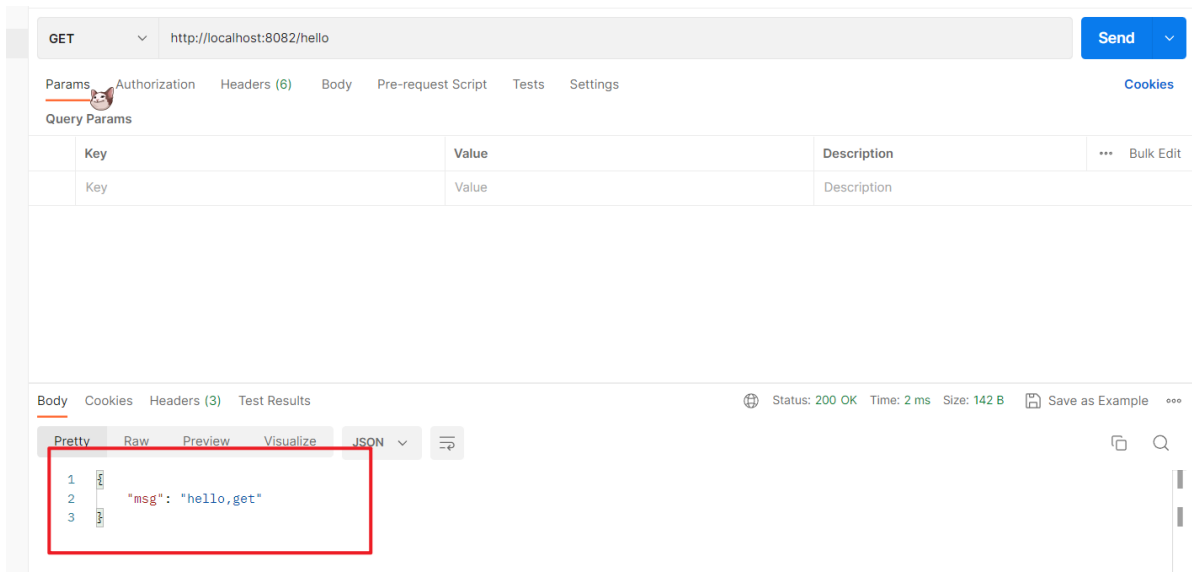 GET http://localhost:8082/hello Send
Params Authorization Headers (6) Body Pre-request Script Tests Settings Cookies
Query Params
Key Value Description ••• Bulk Edit
Key Value Description
Body Cookies Headers (3) Test Results Status: 200 OK Time: 2 ms Size: 142 B Save as Example
Pretty Raw Preview Visualize JSON
1 {
2 "msg": "hello,get"
3 }